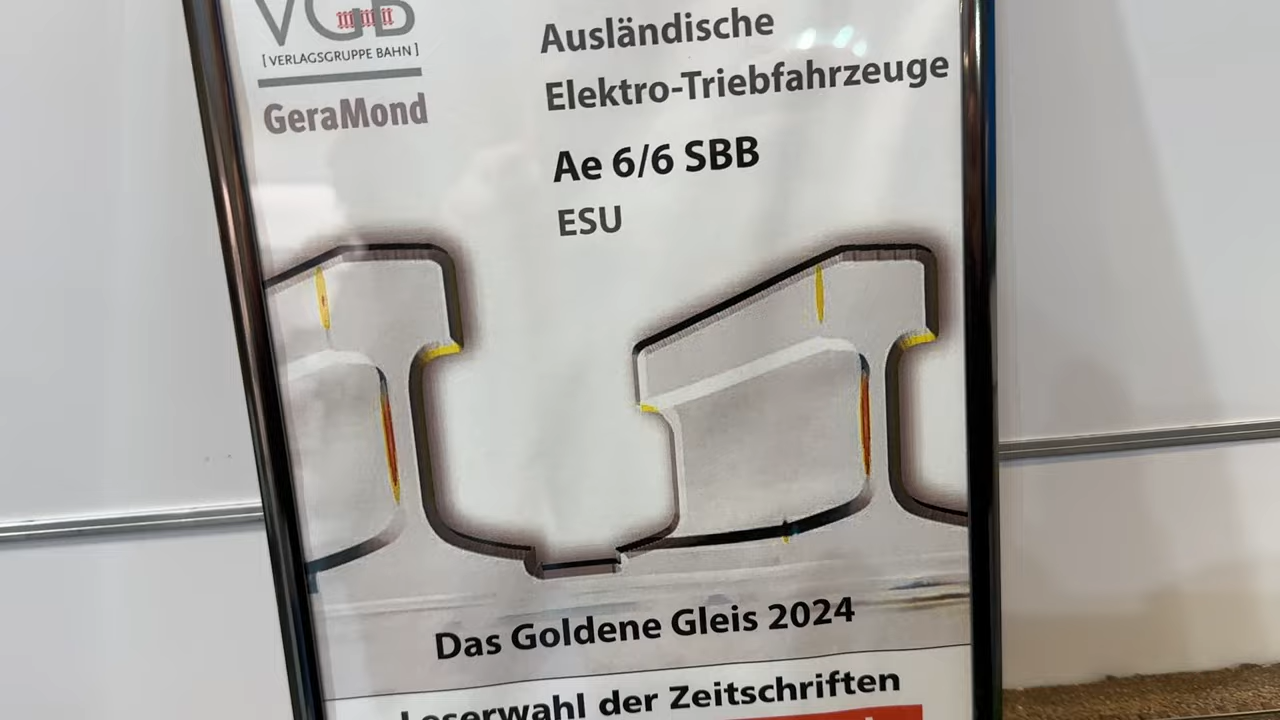 VGB
[VERLAGSGRUPPE BAHN]
GeraMond
Ausländische
Elektro-Triebfahrzeuge
Ae 6/6 SBB
ESU
Das Goldene Gleis 2024
Leserwahl der Zeitschriften